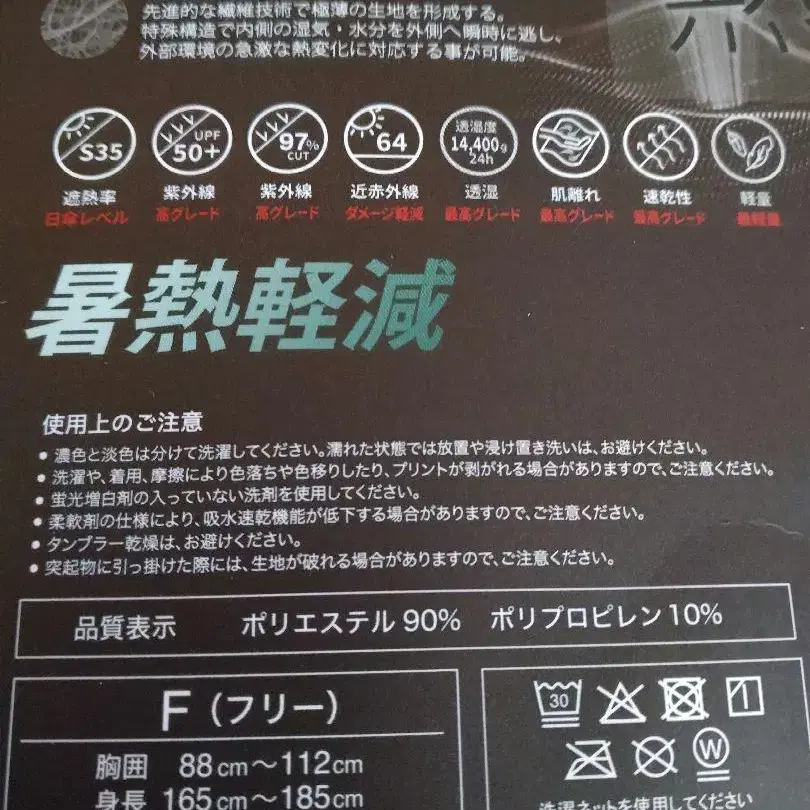 先進的な繊維技術で極薄の生地を形成する。
特殊構造で内側の湿気・水分を外側へ瞬時に逃し、
外部環境の急激な熱変化に対応する事が可能。
S35
UPF
50+
97%
CUT
64
透湿度
14,400g
24h
遮熱率
紫外線
紫外線
近赤外線
透湿
肌離れ
速乾性
軽量
日傘レベル
高グレード
高グレード
ダメージ軽減
最高グレード
最高グレード
最高グレード
最軽量
暑熱軽減
使用上のご注意
● 濃色と淡色は分けて洗濯してください。濡れた状態では放置や浸け置き洗いは、お避けください。
● 洗濯や、着用、摩擦により色落ちや色移りしたり、プリントが剥がれる場合がありますので、ご注意ください。
● 蛍光増白剤の入っていない洗剤を使用してください。
● 柔軟剤の仕様により、吸水速乾機能が低下する場合がありますので、ご注意ください。
● タンブラー乾燥は、お避けください。
● 突起物に引っ掛けた際には、生地が破れる場合がありますので、ご注意ください。
品質表示 ポリエステル 90% ポリプロピレン 10%
F(フリー)
胸囲 88cm〜112cm
身長 165cm〜185cm
30
W
洗濯ネットを使用してください